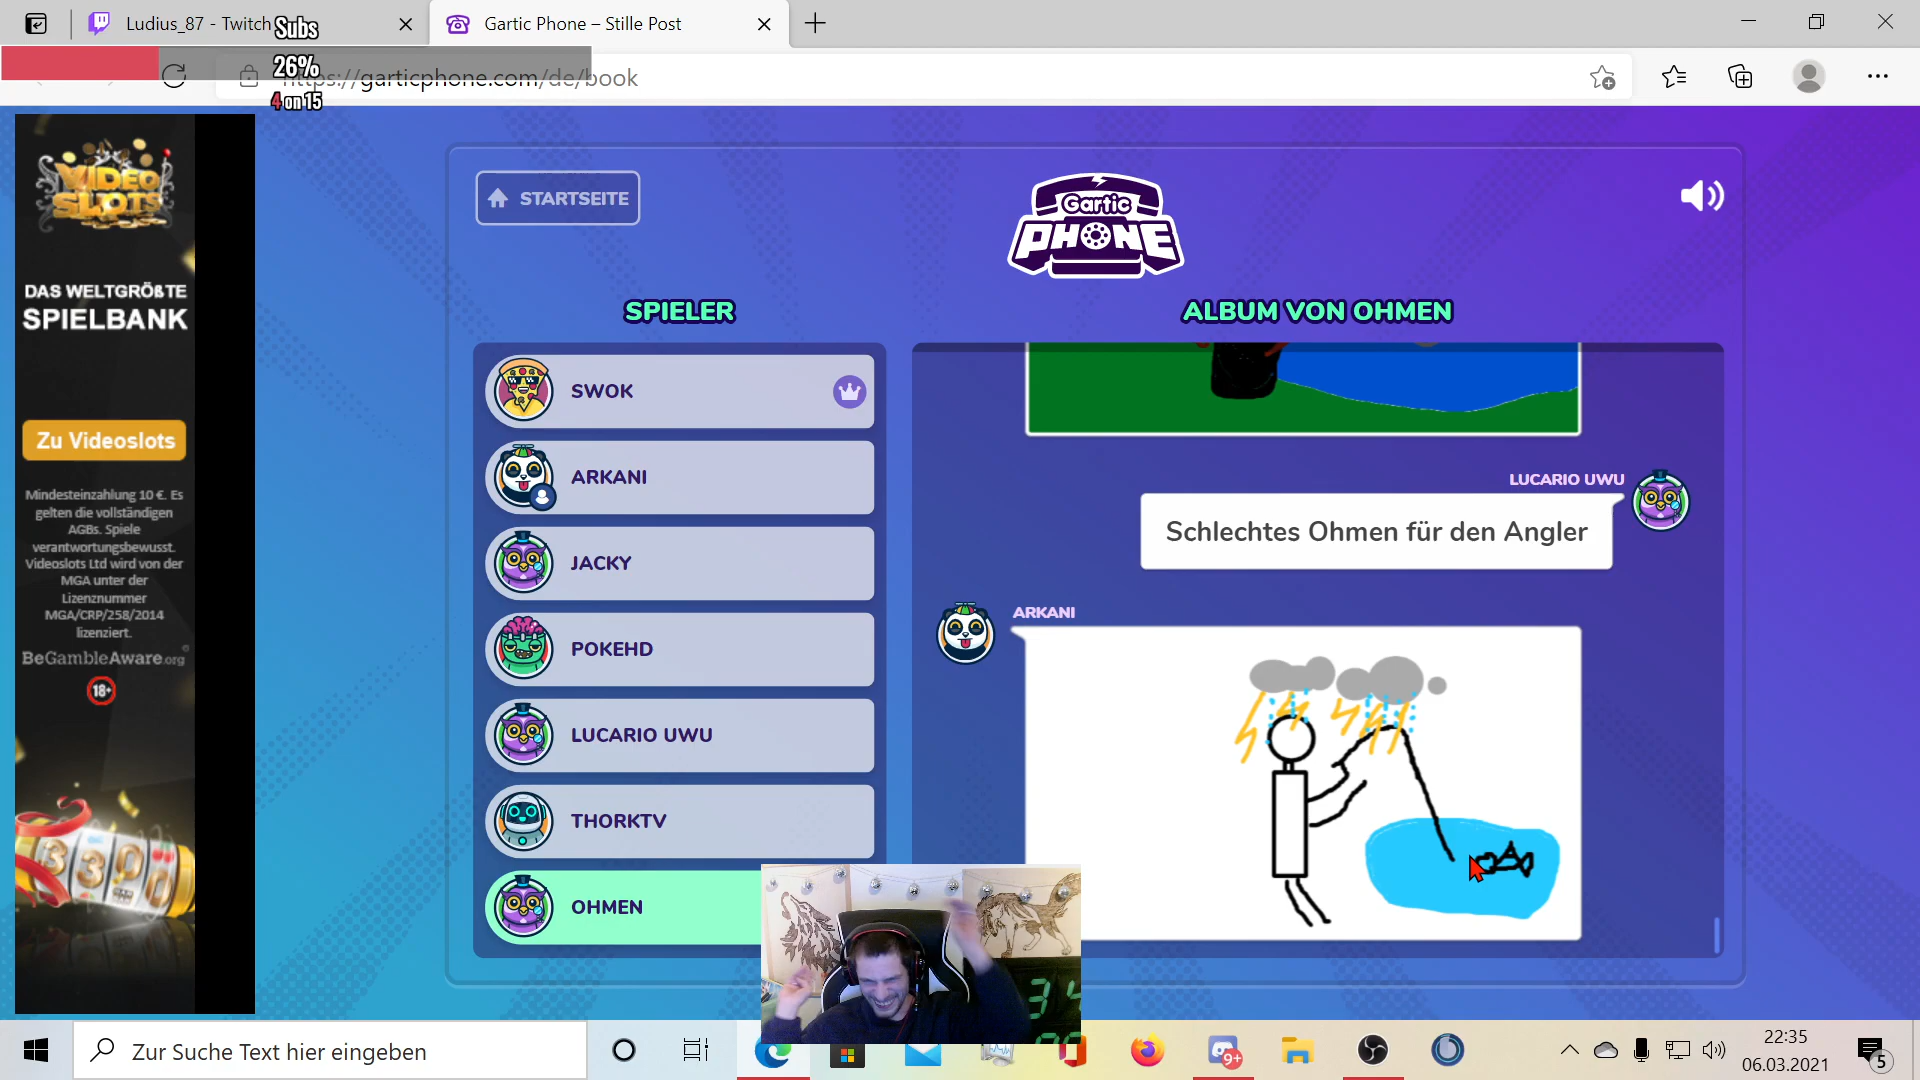 Ludius_87 - Twitch
Subs
Gartic Phone – Stille Post
26%
https://garticphone.com/de/book
4 on 15
VIDEO
SLOTS
DAS WELTGRÖßTE
SPIELBANK
Zu Videoslots
Mindesteinzahlung 10 €. Es
gelten die vollständigen
AGBs. Spiele
verantwortungsbewusst.
Videoslots Ltd wird von der
MGA unter der
Lizenznummer
MGA/CRP/258/2014
lizenziert.
BeGambleAware.org
18+
STARTSEITE
Gartic
PHONE
SPIELER
SWOK
ARKANI
JACKY
POKEHD
LUCARIO UWU
THORKTV
OHMEN
ALBUM VON OHMEN
LUCARIO UWU
Schlechtes Ohmen für den Angler
ARKANI
Zur Suche Text hier eingeben
9+
22:35
06.03.2021
5